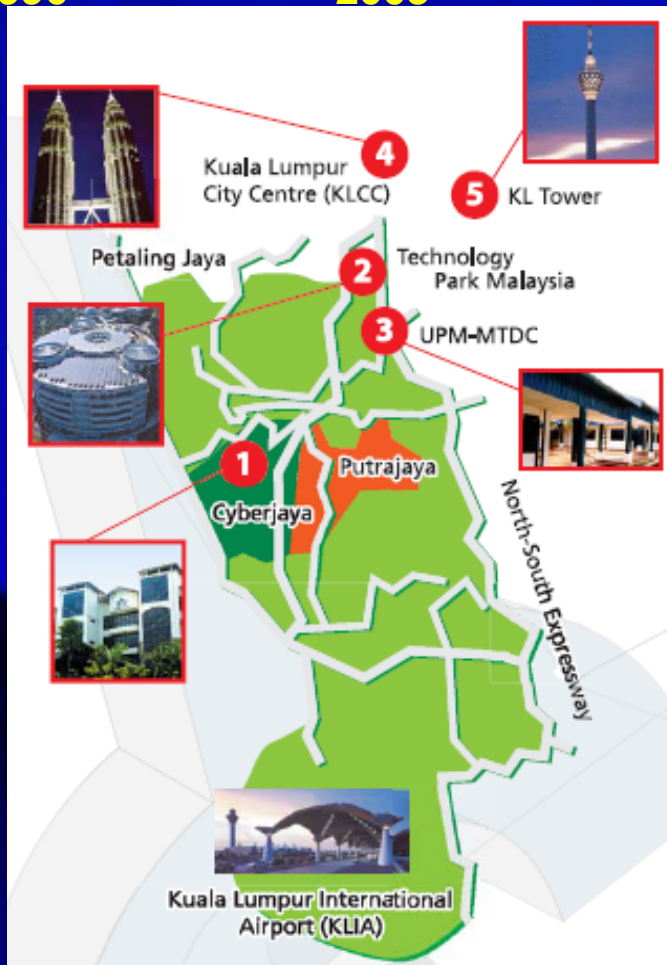 4
Kuala Lumpur
City Centre (KLCC)
5
KL Tower
Petaling Jaya
2
Technology
Park Malaysia
3
UPM-MTDC
1
Putrajaya
Cyberjaya
North-South Expressway
Kuala Lumpur International
Airport (KLIA)